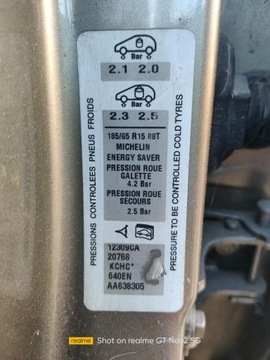 Bar
2.1 2.0
Bar
2.3 2.5
185/65 R15 88T
MICHELIN
ENERGY SAVER
PRESSION ROUE
GALETTE
4.2 Bar
PRESSION ROUE
SECOURS
2.5 Bar
12309CA
20768
KCHC*
640EN
AA638305
PRESSIONS CONTROLEES PNEUS FROIDS
PRESSURE TO BE CONTROLLED COLD TYRES
realme Shot on realme GT Neo2 5G